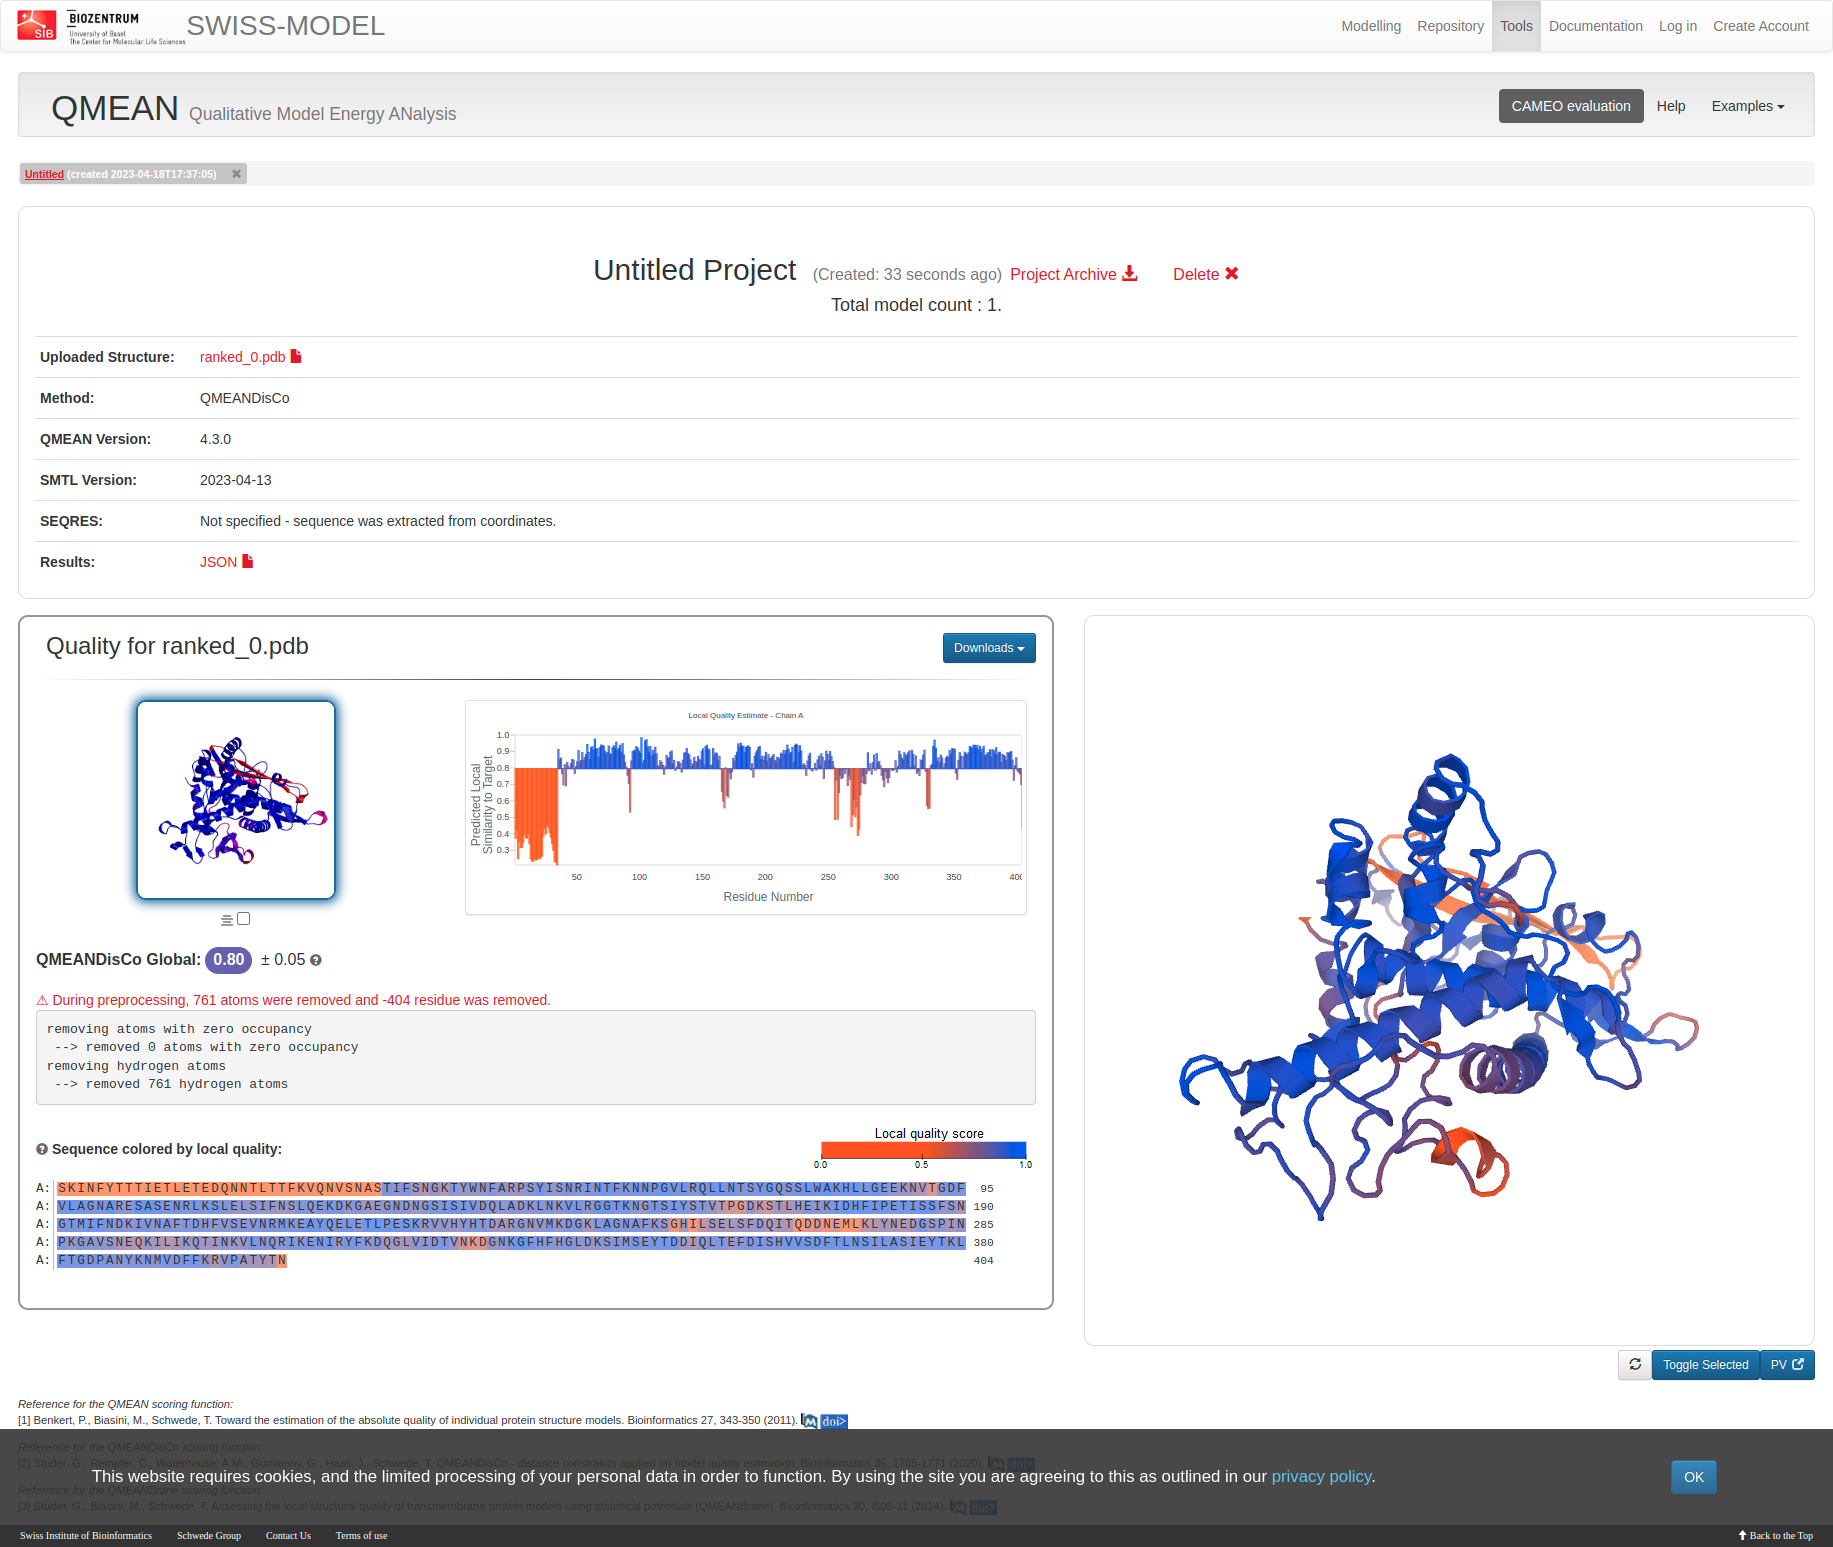 SIB
BIOZENTRUM
University of Basel
The Center for Molecular Life Sciences
SWISS-MODEL
Modelling Repository Tools Documentation Log in Create Account
QMEAN Qualitative Model Energy ANalysis
CAMEO evaluation Help Examples
Untitled (created 2023-04-18T17:37:05) ✖
Untitled Project (Created: 33 seconds ago) Project Archive Delete ✖
Total model count : 1.
Uploaded Structure: ranked_0.pdb
Method: QMEANDisCo
QMEAN Version: 4.3.0
SMTL Version: 2023-04-13
SEQRES: Not specified - sequence was extracted from coordinates.
Results: JSON
Quality for ranked_0.pdb
Downloads
Local Quality Estimate - Chain A
Predicted Local
Similarity to Target
1.0
0.9
0.8
0.7
0.6
0.5
0.4
0.3
50 100 150 200 250 300 350 400
Residue Number
QMEANDisCo Global: 0.80 ± 0.05
⚠ During preprocessing, 761 atoms were removed and -404 residue was removed.
removing atoms with zero occupancy
--> removed 0 atoms with zero occupancy
removing hydrogen atoms
--> removed 761 hydrogen atoms
Sequence colored by local quality:
Local quality score
0.0 0.5 1.0
A: SKINFYTTTIETLETEDQNNTLTTFKVQNVSNASTIFSNGKTYWNFARPSYISNRINTFKNNPGVLRQLLNTSYGQSSLWAKHLLGEEKNVTGDF 95
A: VLAGNARESASENRLKSLELSIFNSLQEKDKGAEGNDNGSISIVDQLADKLNKVLRGGTKNGTSIYSTVTPGDKSTLHEIKIDHFIPETISSFSN 190
A: GTMIFNDKIVNAFTDHFVSEVNRMKEAYQELETLPESKRVVHYHTDARGNVMKDGKLAGNAFKSGHILSELSFDQITQDDNEMLKLYNEDGSPIN 285
A: PKGAVSNEQKILIKQTINKVLNQRIKENIRYFKDQGLVIDTVNKDGNKGFHFHGLDKSIMSEYTDDIQLTEFDISHVVSDFTLNSILASIEYTKL 380
A: FTGDPANYKNMVDFFKRVPATYTN 404
Toggle Selected PV
Reference for the QMEAN scoring function:
[1] Benkert, P., Biasini, M., Schwede, T. Toward the estimation of the absolute quality of individual protein structure models. Bioinformatics 27, 343-350 (2011). M doi>
Reference for the QMEANDisCo scoring function:
[2] Studer, G., Rempfer, C., Waterhouse, A.M., Gumienny, G., Haas, J., Schwede, T. QMEANDisCo - distance constraints applied on model quality estimation. Bioinformatics 36, 1765-1771 (2020). M doi>
This website requires cookies, and the limited processing of your personal data in order to function. By using the site you are agreeing to this as outlined in our privacy policy.
OK
Reference for the QMEANBrane scoring function:
[3] Studer, G., Biasini, M., Schwede, T. Assessing the local structural quality of transmembrane protein models using statistical potentials (QMEANBrane). Bioinformatics 30, i505-11 (2014). M doi>
Swiss Institute of Bioinformatics Schwede Group Contact Us Terms of use
Back to the Top